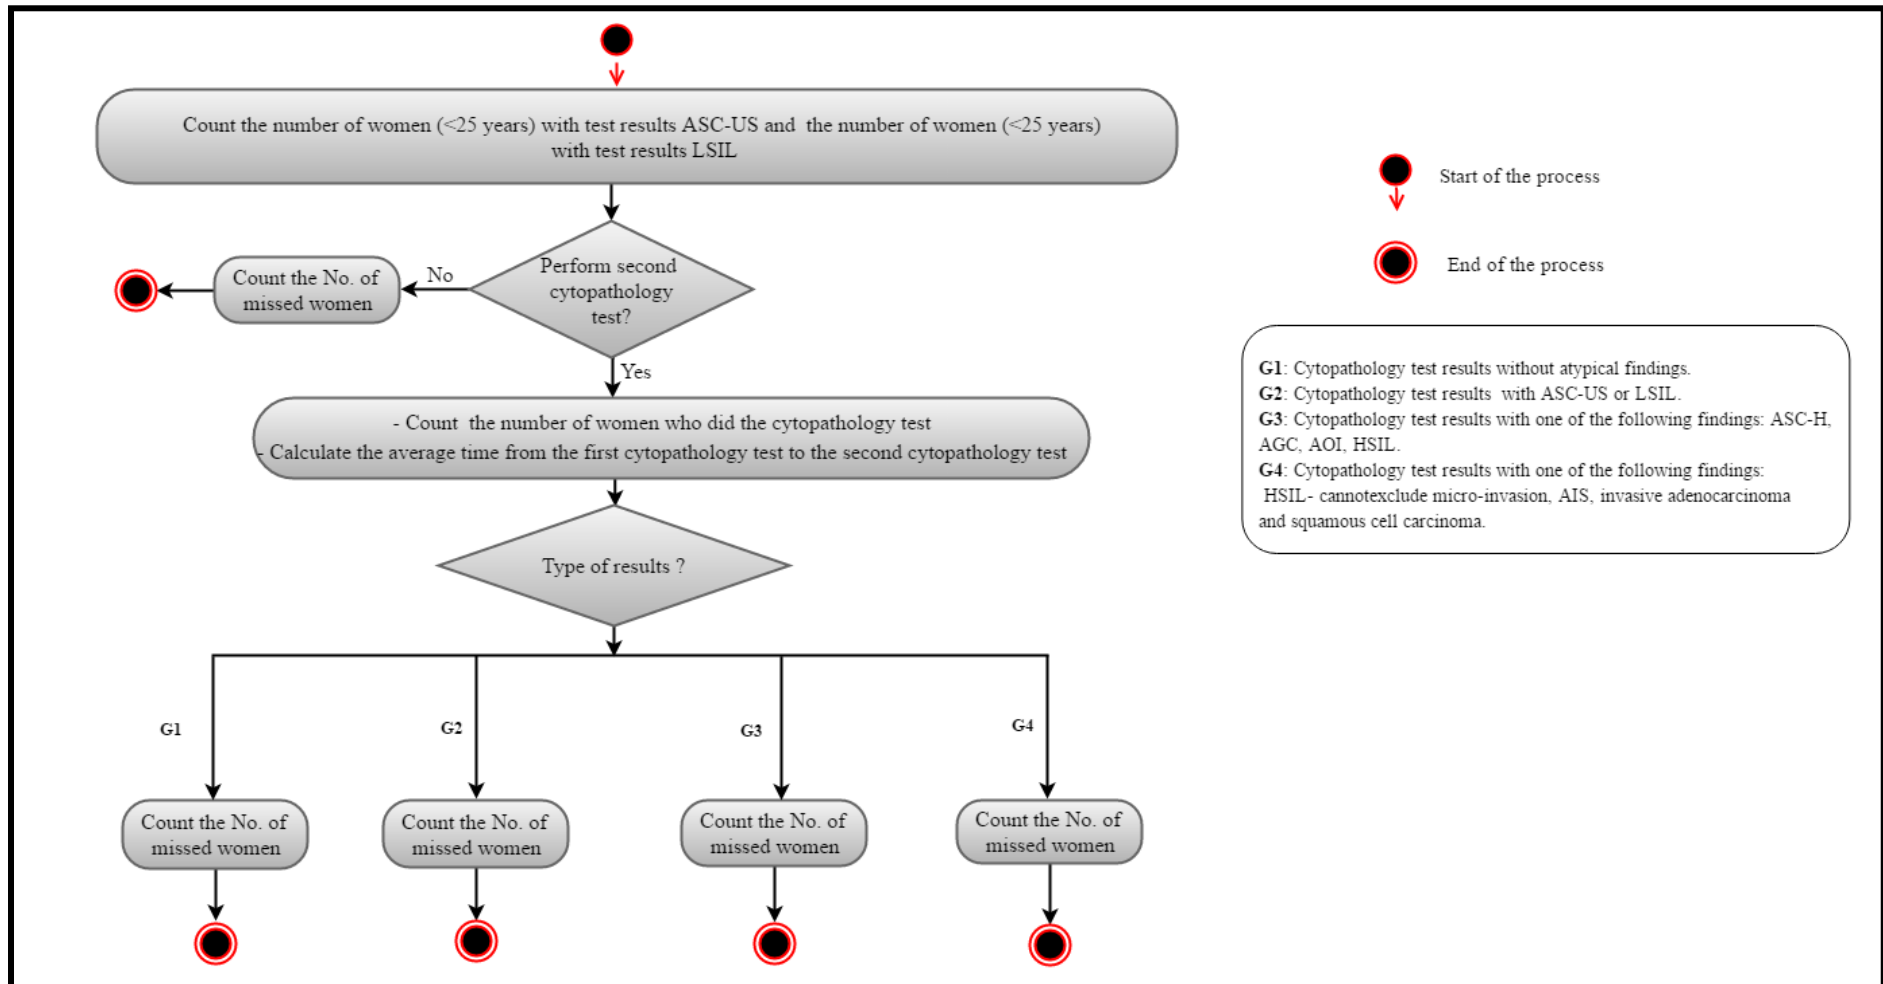 Count the number of women (<25 years) with test results ASC-US and the number of women (<25 years)
with test results LSIL
Start of the process
End of the process
Perform second
cytopathology
test?
No
Count the No. of
missed women
Yes
- Count the number of women who did the cytopathology test
- Calculate the average time from the first cytopathology test to the second cytopathology test
G1: Cytopathology test results without atypical findings.
G2: Cytopathology test results with ASC-US or LSIL.
G3: Cytopathology test results with one of the following findings: ASC-H,
AGC, AOI, HSIL.
G4: Cytopathology test results with one of the following findings:
HSIL- cannotexclude micro-invasion, AIS, invasive adenocarcinoma
and squamous cell carcinoma.
Type of results ?
G1
G2
G3
G4
Count the No. of
missed women
Count the No. of
missed women
Count the No. of
missed women
Count the No. of
missed women